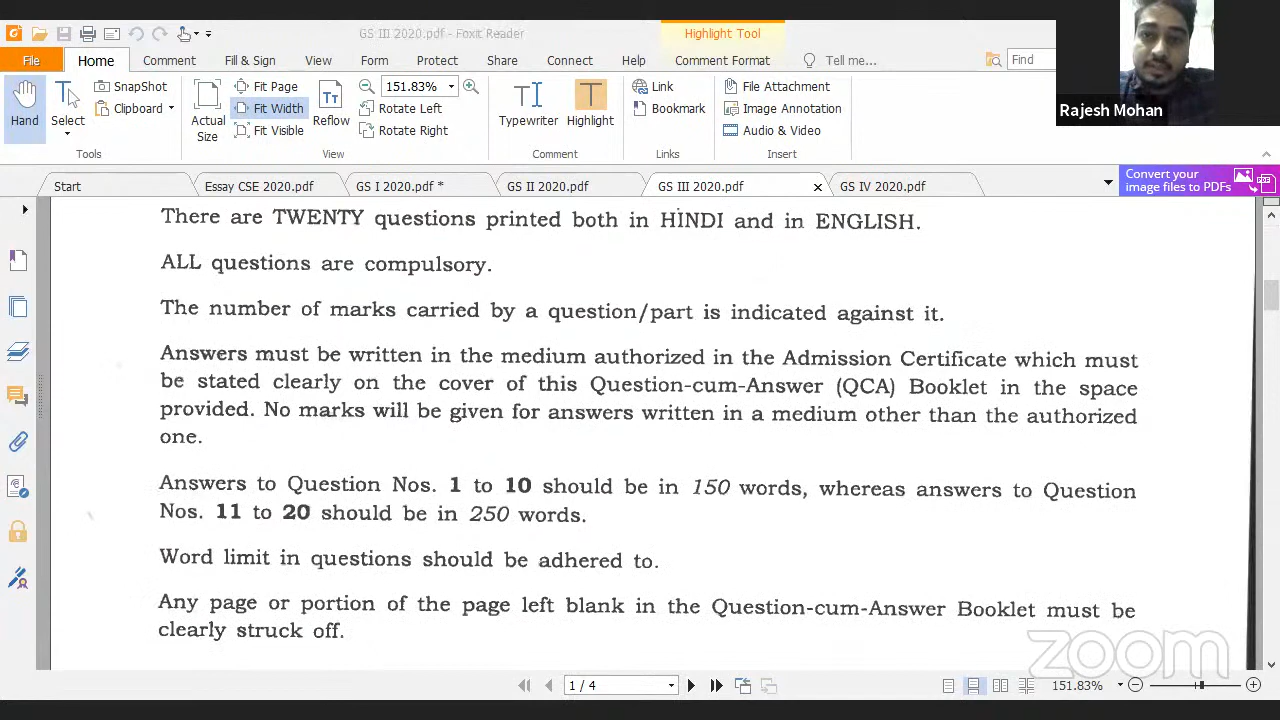 GS III 2020.pdf - Foxit Reader
Highlight Tool
File
Home
Comment
Fill & Sign
View
Form
Protect
Share
Connect
Help
Comment Format
Tell me...
Find
Hand
Select
SnapShot
Clipboard
Actual
Size
Fit Page
Fit Width
Fit Visible
Reflow
151.83%
Rotate Left
Rotate Right
Typewriter
Highlight
Link
Bookmark
File Attachment
Image Annotation
Audio & Video
Tools
View
Comment
Links
Insert
Rajesh Mohan
Start
Essay CSE 2020.pdf
GS I 2020.pdf *
GS II 2020.pdf
GS III 2020.pdf
GS IV 2020.pdf
Convert your
image files to PDFs
There are TWENTY questions printed both in HINDI and in ENGLISH.
ALL questions are compulsory.
The number of marks carried by a question/part is indicated against it.
Answers must be written in the medium authorized in the Admission Certificate which must
be stated clearly on the cover of this Question-cum-Answer (QCA) Booklet in the space
provided. No marks will be given for answers written in a medium other than the authorized
one.
Answers to Question Nos. 1 to 10 should be in 150 words, whereas answers to Question
Nos. 11 to 20 should be in 250 words.
Word limit in questions should be adhered to.
Any page or portion of the page left blank in the Question-cum-Answer Booklet must be
clearly struck off.
zoom
1 / 4
151.83%